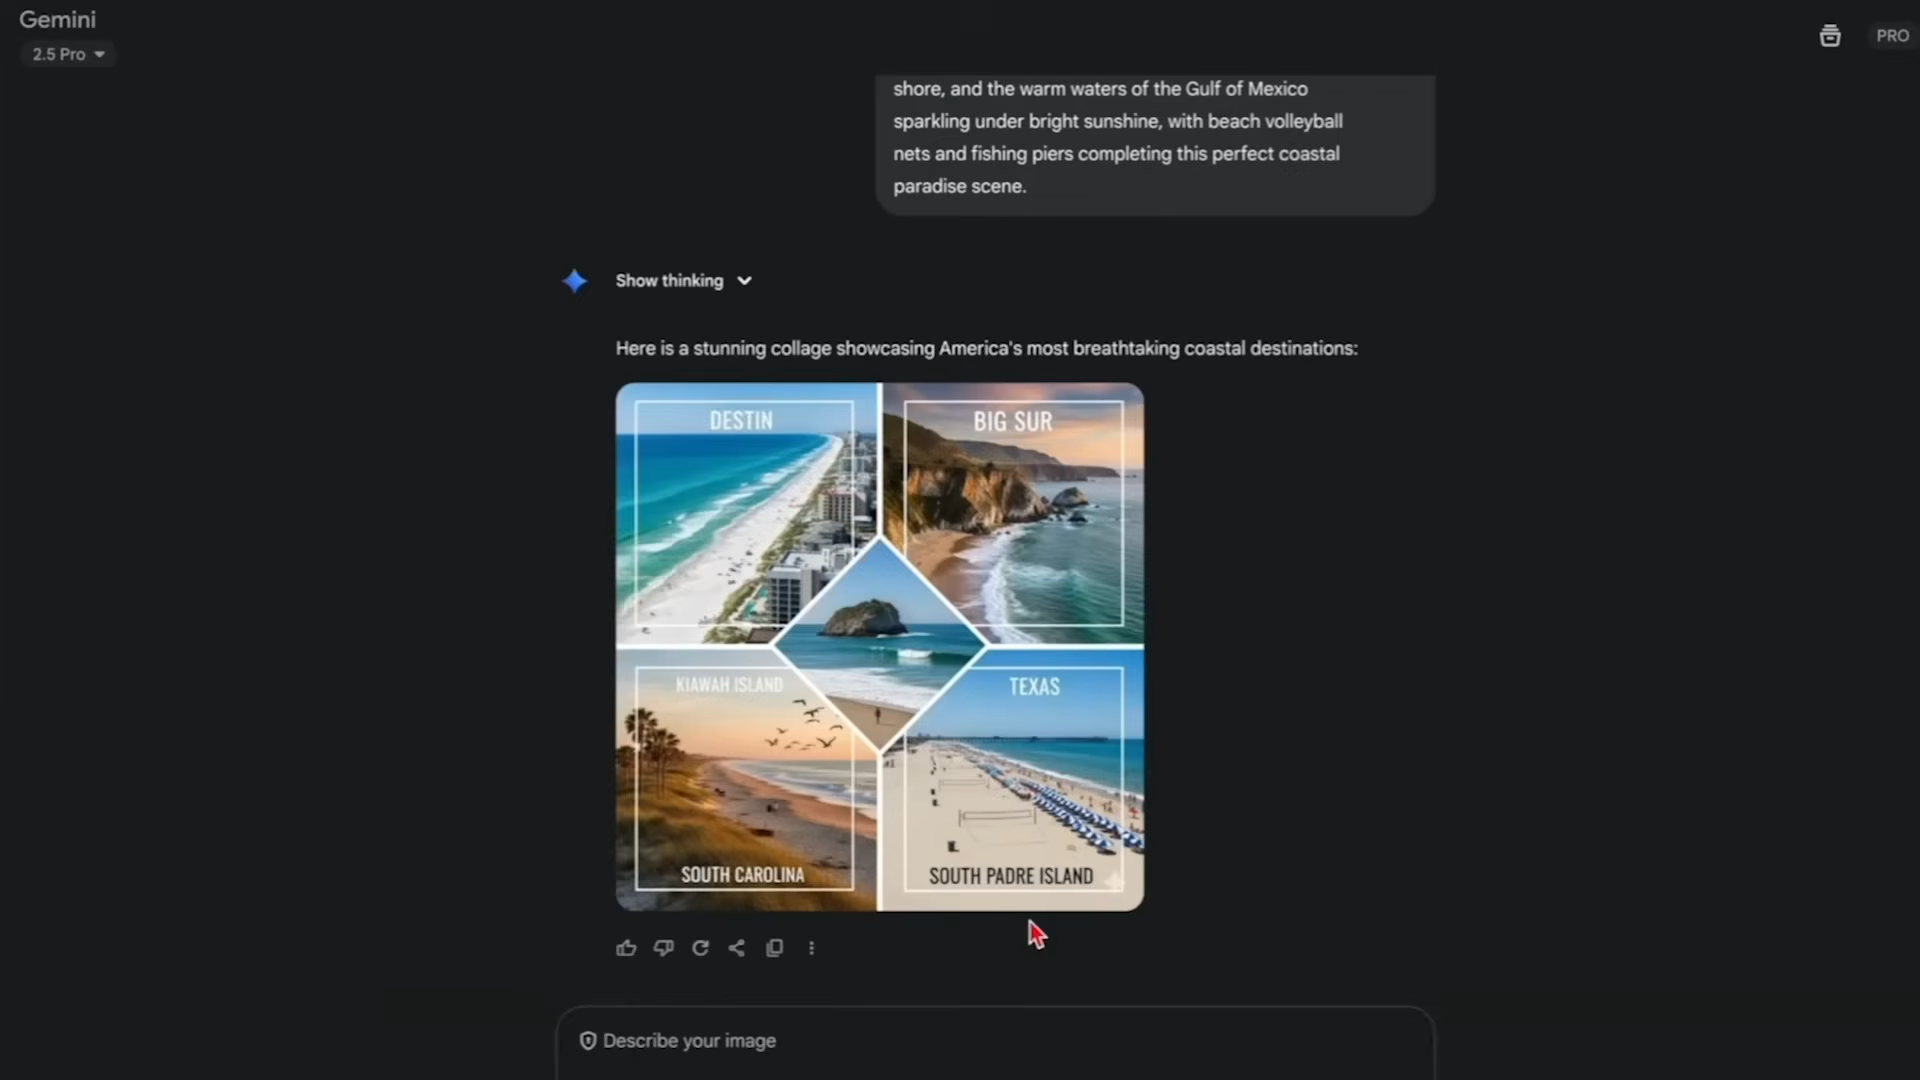 Gemini
2.5 Pro
PRO
shore, and the warm waters of the Gulf of Mexico
sparkling under bright sunshine, with beach volleyball
nets and fishing piers completing this perfect coastal
paradise scene.
Show thinking
Here is a stunning collage showcasing America's most breathtaking coastal destinations:
DESTIN
BIG SUR
KIAWAH ISLAND
TEXAS
SOUTH CAROLINA
SOUTH PADRE ISLAND
Describe your image